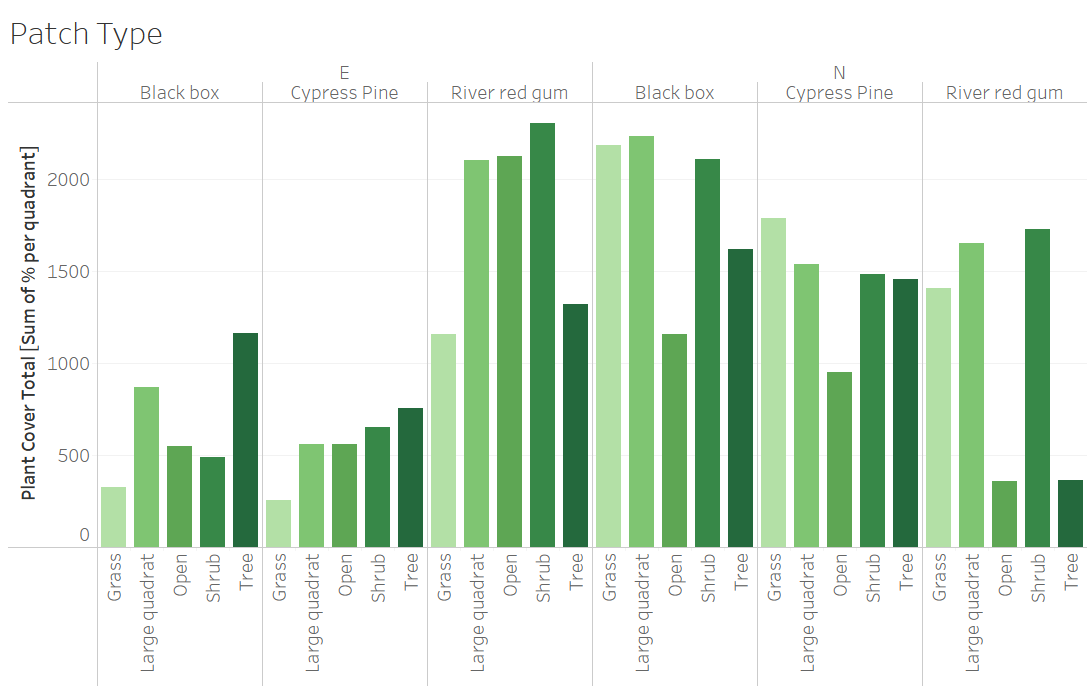 Patch Type
E N
Black box Cypress Pine River red gum Black box Cypress Pine River red gum
Plant Cover Total [Sum of % per quadrant]
2000
1500
1000
500
0
Grass Large quadrat Open Shrub Tree Grass Large quadrat Open Shrub Tree Grass Large quadrat Open Shrub Tree Grass Large quadrat Open Shrub Tree Grass Large quadrat Open Shrub Tree Grass Large quadrat Open Shrub Tree